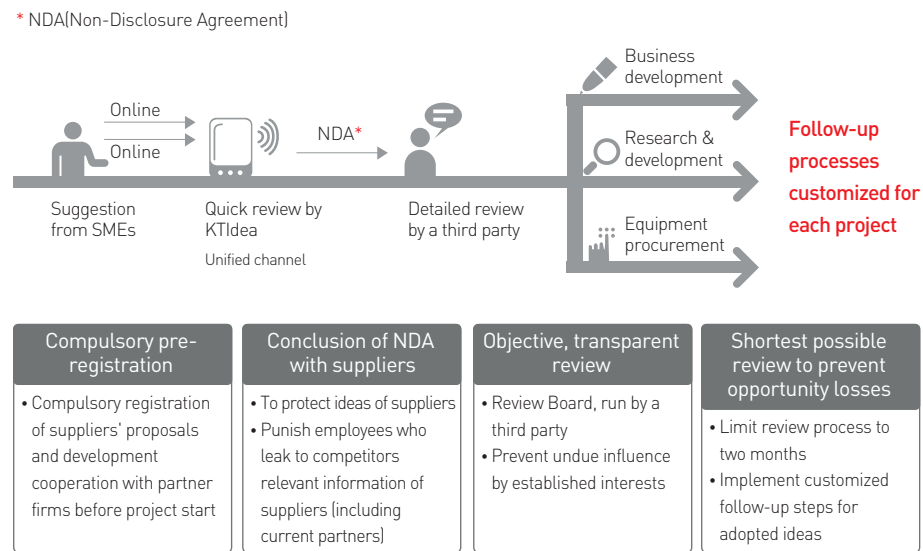 * NDA(Non-Disclosure Agreement)
Online
Online
NDA*
Suggestion
from SMEs
Quick review by
KTIdea
Unified channel
Detailed review
by a third party
Business
development
Research &
development
Equipment
procurement
Follow-up
processes
customized for
each project
Compulsory pre-
registration
• Compulsory registration
of suppliers' proposals
and development
cooperation with partner
firms before project start
Conclusion of NDA
with suppliers
• To protect ideas of suppliers
• Punish employees who
leak to competitors
relevant information of
suppliers (including
current partners)
Objective, transparent
review
• Review Board, run by a
third party
• Prevent undue influence
by established interests
Shortest possible
review to prevent
opportunity losses
• Limit review process to
two months
• Implement customized
follow-up steps for
adopted ideas